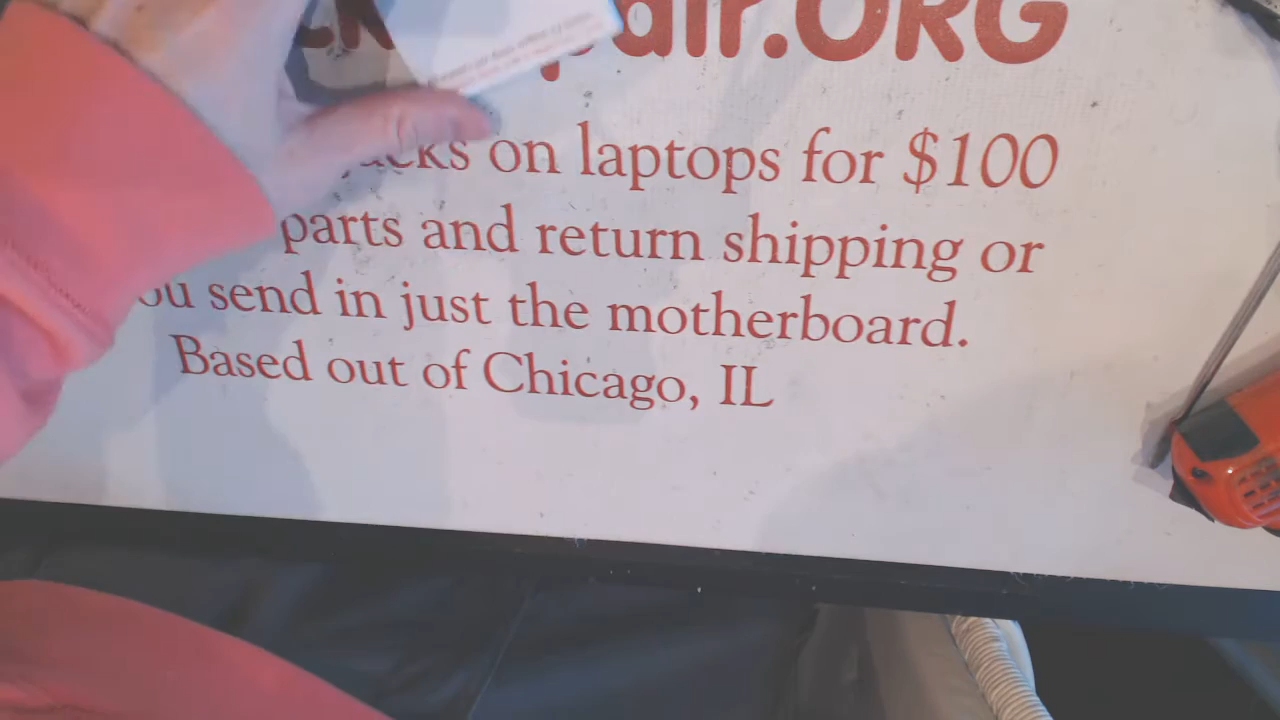 air.ORG
on laptops for $100
parts and return shipping or
send in just the motherboard.
Based out of Chicago, IL